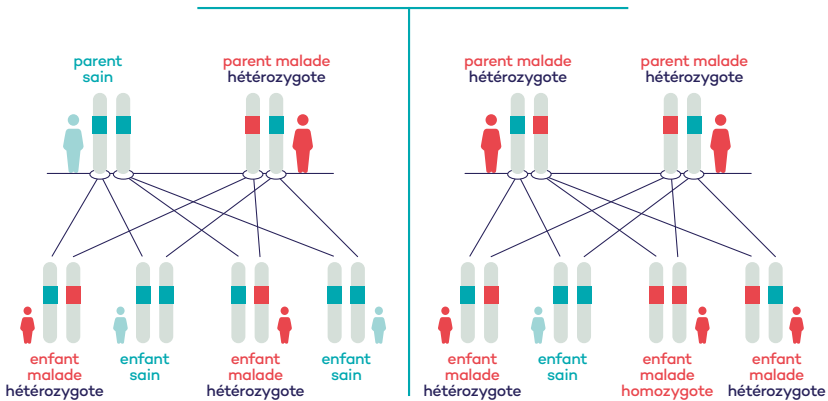 parent
sain
parent malade
hétérozygote
parent malade
hétérozygote
parent malade
hétérozygote
enfant
malade
hétérozygote
enfant
sain
enfant
malade
hétérozygote
enfant
sain
enfant
malade
hétérozygote
enfant
sain
enfant
malade
homozygote
enfant
malade
hétérozygote